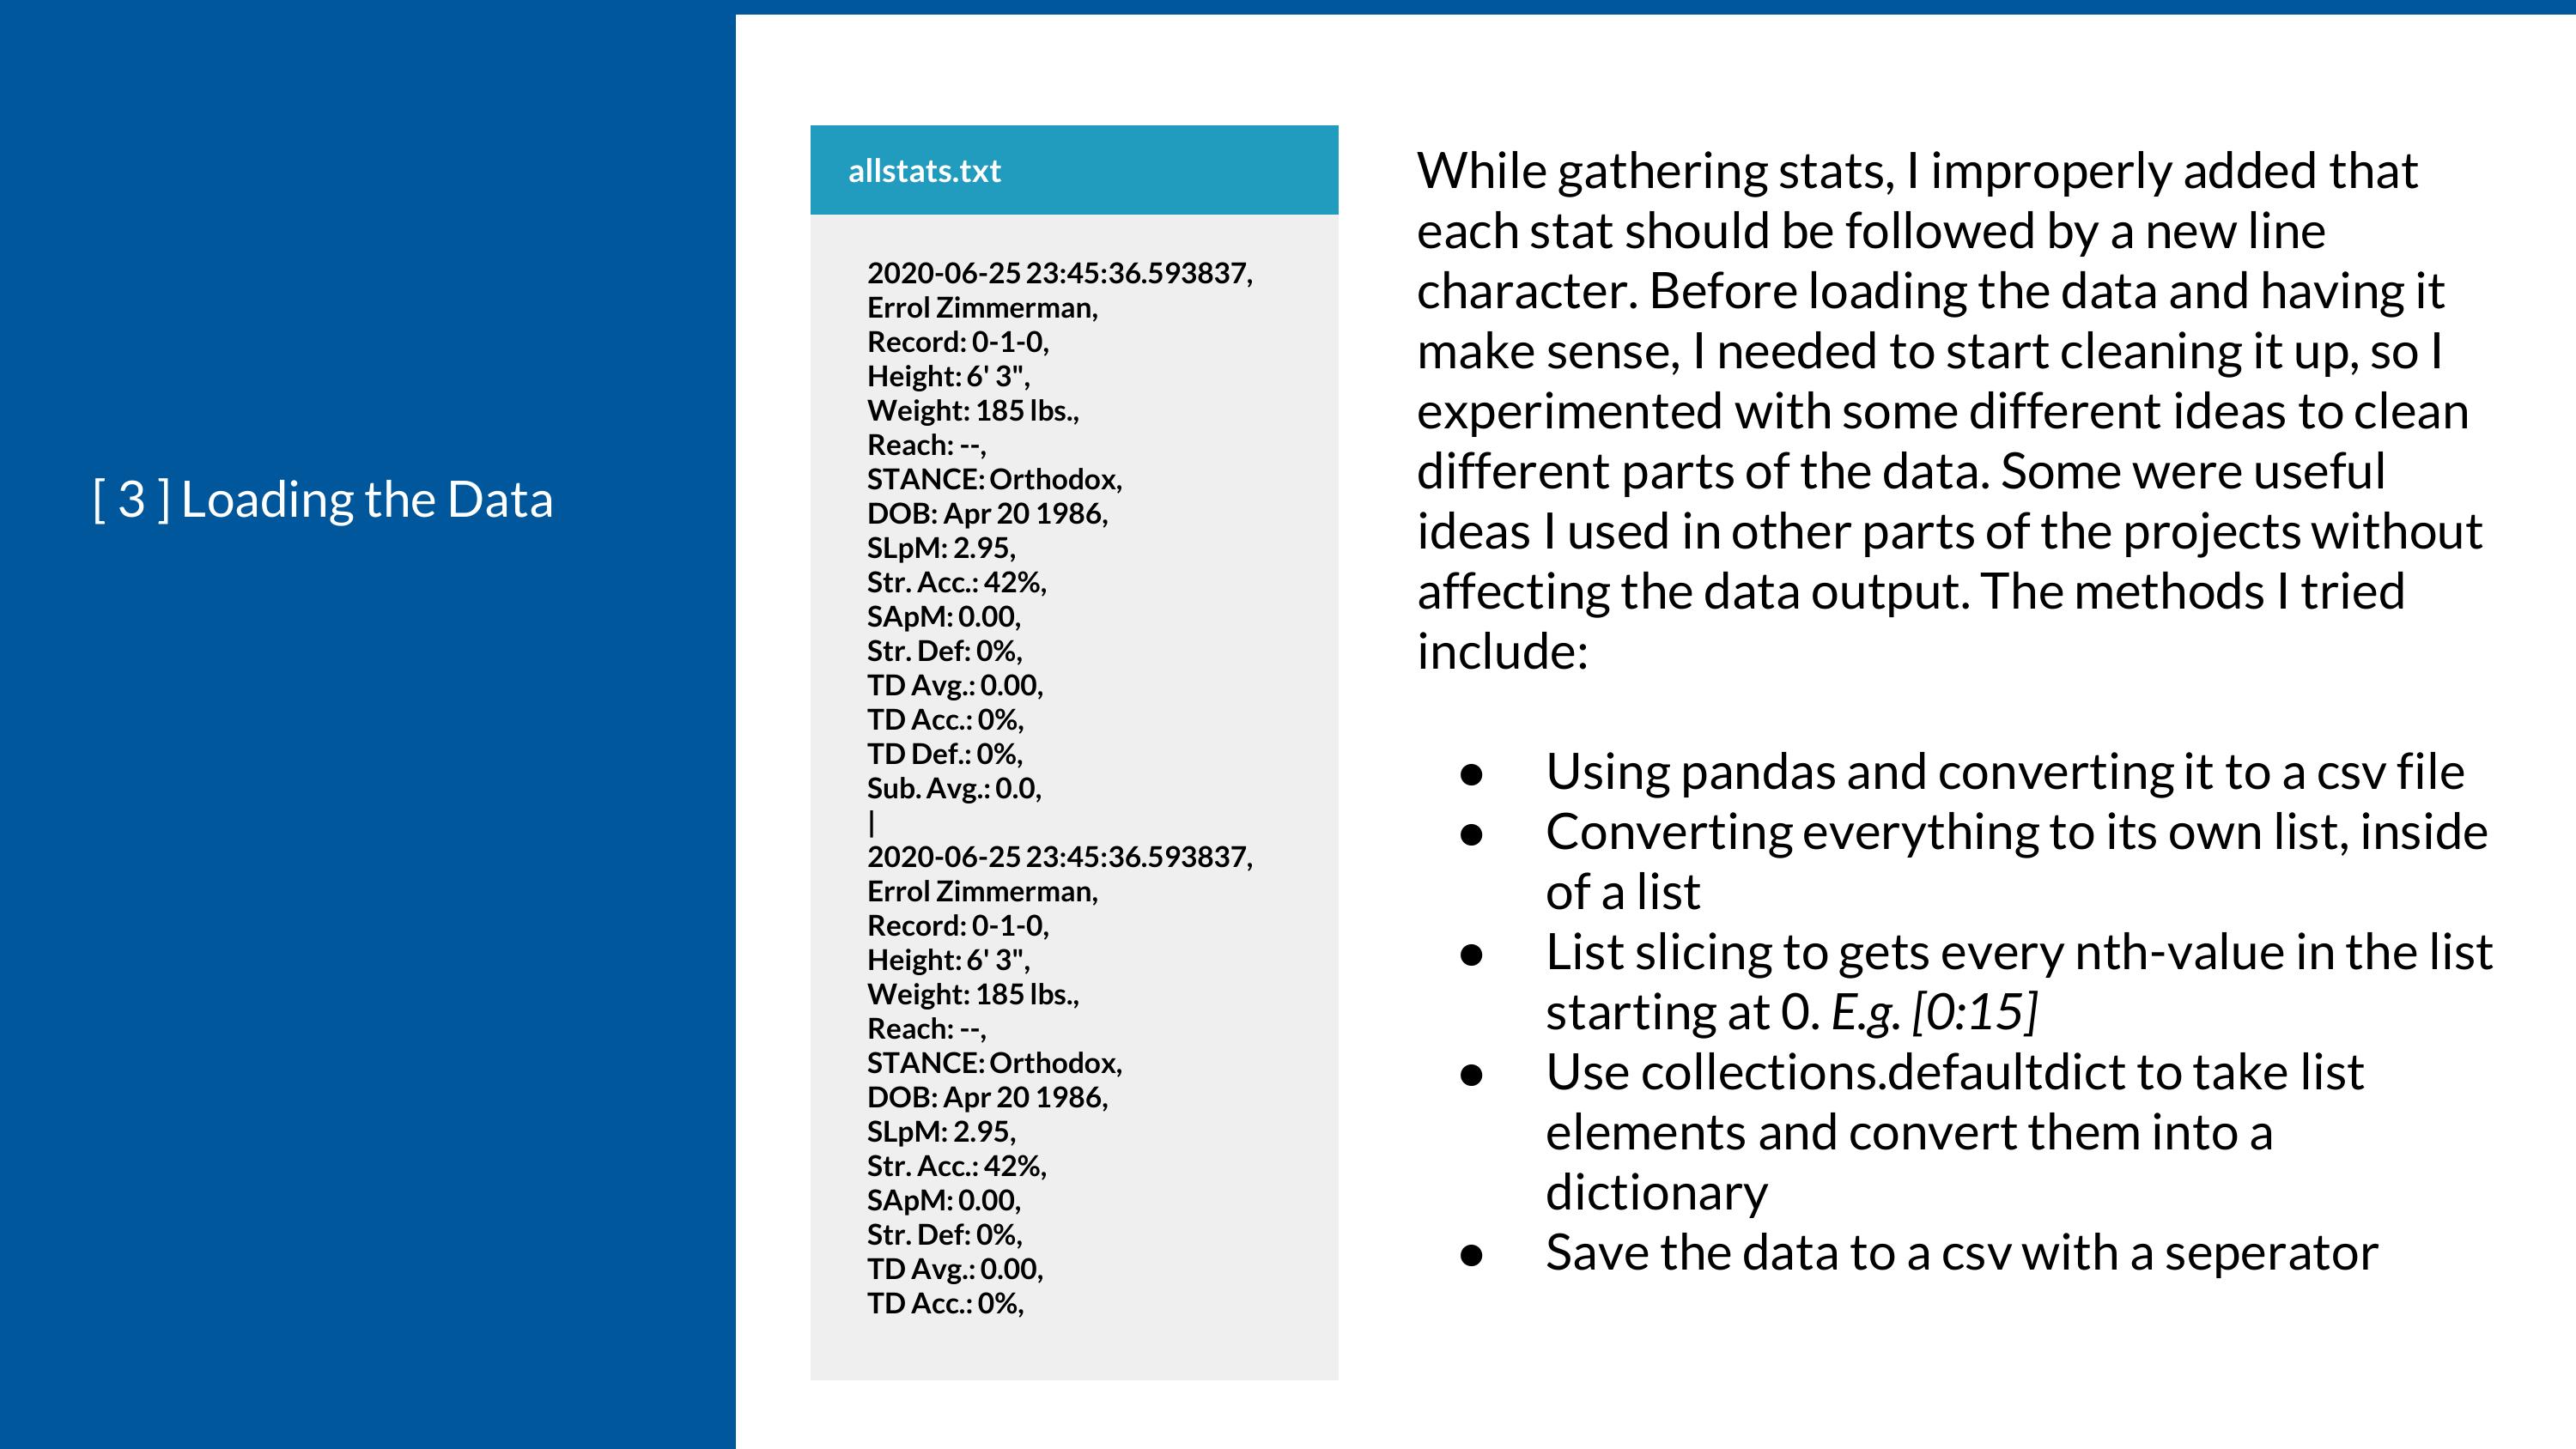 [ 3 ] Loading the Data
allstats.txt
2020-06-25 23:45:36.593837,
Errol Zimmerman,
Record: 0-1-0,
Height: 6' 3",
Weight: 185 lbs.,
Reach: --,
STANCE: Orthodox,
DOB: Apr 20 1986,
SLpM: 2.95,
Str. Acc.: 42%,
SApM: 0.00,
Str. Def: 0%,
TD Avg.: 0.00,
TD Acc.: 0%,
TD Def.: 0%,
Sub. Avg.: 0.0,
|
2020-06-25 23:45:36.593837,
Errol Zimmerman,
Record: 0-1-0,
Height: 6' 3",
Weight: 185 lbs.,
Reach: --,
STANCE: Orthodox,
DOB: Apr 20 1986,
SLpM: 2.95,
Str. Acc.: 42%,
SApM: 0.00,
Str. Def: 0%,
TD Avg.: 0.00,
TD Acc.: 0%,
While gathering stats, I improperly added that
each stat should be followed by a new line
character. Before loading the data and having it
make sense, I needed to start cleaning it up, so I
experimented with some different ideas to clean
different parts of the data. Some were useful
ideas I used in other parts of the projects without
affecting the data output. The methods I tried
include:
● Using pandas and converting it to a csv file
● Converting everything to its own list, inside
of a list
● List slicing to gets every nth-value in the list
starting at 0. E.g. [0:15]
● Use collections.defaultdict to take list
elements and convert them into a
dictionary
● Save the data to a csv with a seperator